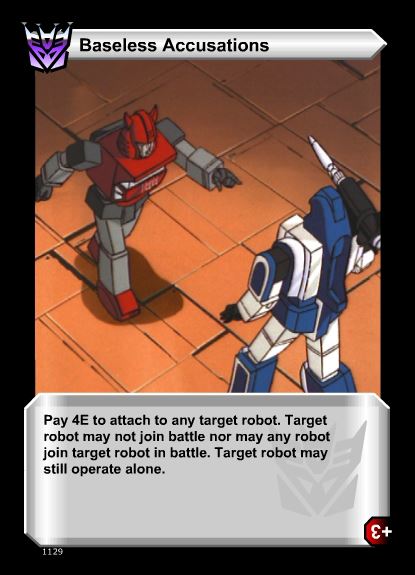 Baseless Accusations
Pay 4E to attach to any target robot. Target
robot may not join battle nor may any robot
join target robot in battle. Target robot may
still operate alone.
3+
1129